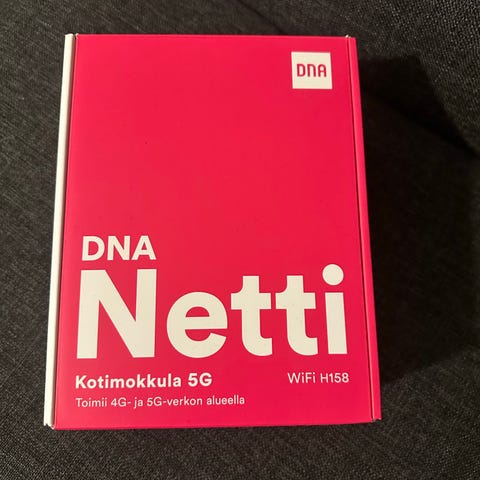 DNA
DNA
Netti
Kotimokkula 5G
WiFi H158
Toimii 4G- ja 5G-verkon alueella